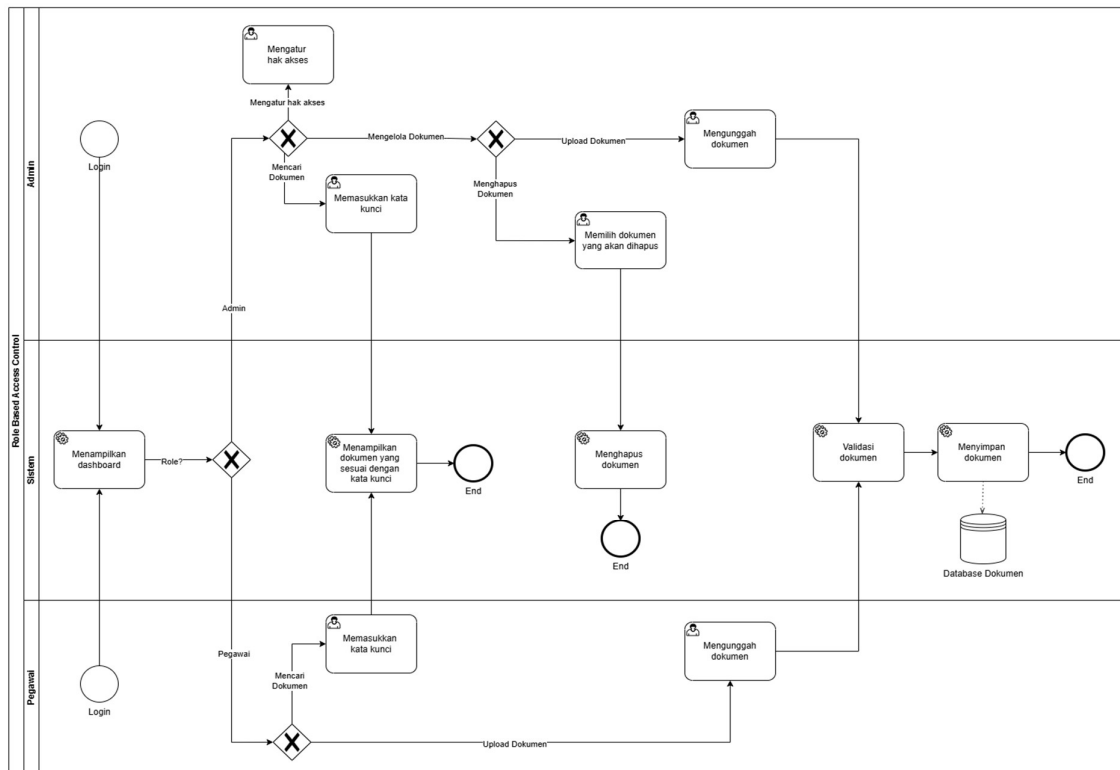 Role Based Access Control
Admin
Mengatur
hak akses
Mengatur hak akses
Login
Mengelola Dokumen
Upload Dokumen
Mengunggah
dokumen
Mencari
Dokumen
Memasukkan kata
kunci
Menghapus
Dokumen
Memilih dokumen
yang akan dihapus
Admin
Sistem
Menampilkan
dashboard
Role?
Menampilkan
dokumen yang
sesuai dengan
kata kunci
End
Menghapus
dokumen
End
Validasi
dokumen
Menyimpan
dokumen
End
Database Dokumen
Pegawai
Login
Pegawai
Memasukkan
kata kunci
Mencari
Dokumen
Upload Dokumen
Mengunggah
dokumen